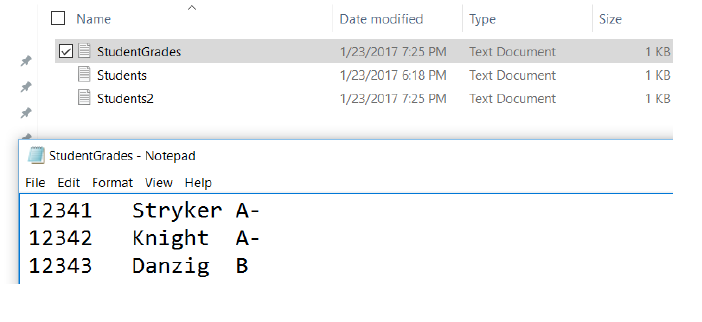 Name Date modified Type Size
StudentGrades 1/23/2017 7:25 PM Text Document 1 KB
Students 1/23/2017 6:18 PM Text Document 1 KB
Students2 1/23/2017 7:25 PM Text Document 1 KB
StudentGrades - Notepad
File Edit Format View Help
12341 Stryker A-
12342 Knight A-
12343 Danzig B